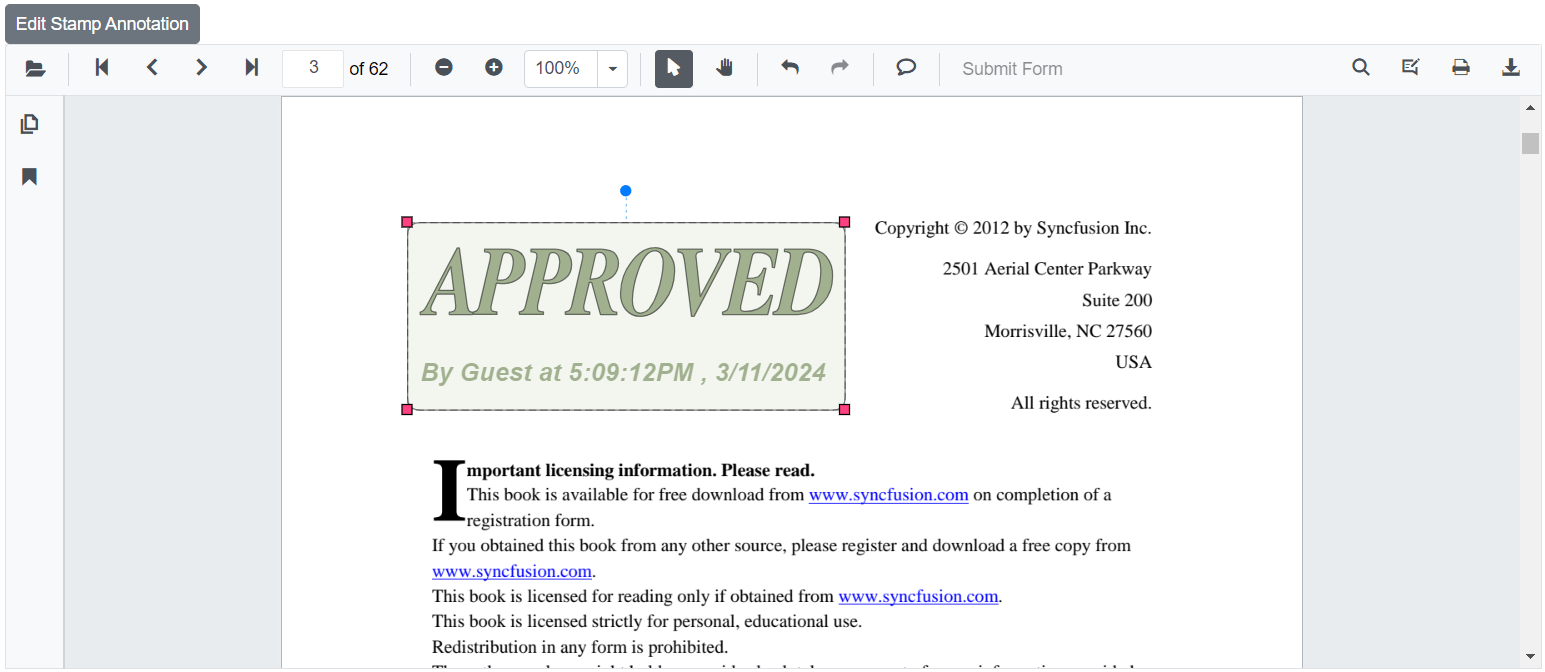 Edit Stamp Annotation
3 of 62
100%
Submit Form
APPROVED
By Guest at 5:09:12PM , 3/11/2024
Copyright © 2012 by Syncfusion Inc.
2501 Aerial Center Parkway
Suite 200
Morrisville, NC 27560
USA
All rights reserved.
Important licensing information. Please read.
This book is available for free download from www.syncfusion.com on completion of a
registration form.
If you obtained this book from any other source, please register and download a free copy from
www.syncfusion.com.
This book is licensed for reading only if obtained from www.syncfusion.com.
This book is licensed strictly for personal, educational use.
Redistribution in any form is prohibited.